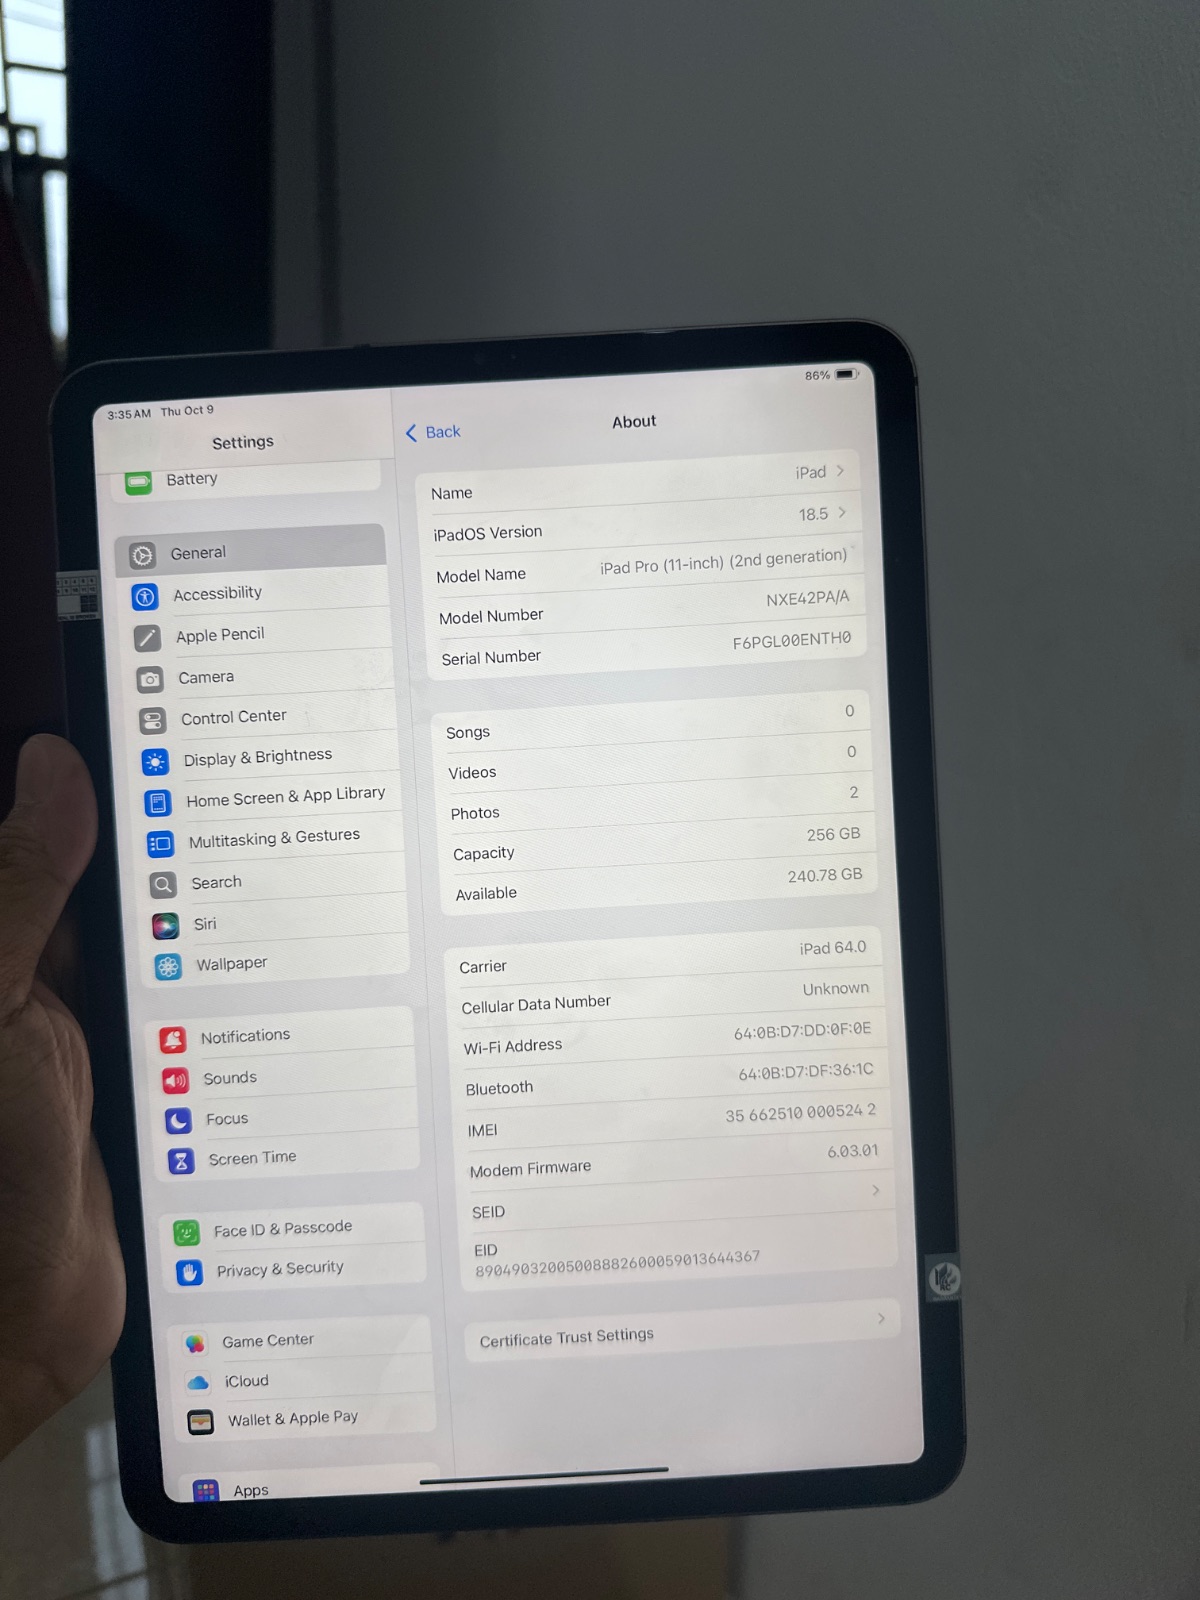 3:35 AM Thu Oct 9
86%
Settings
Battery
General
Accessibility
Apple Pencil
Camera
Control Center
Display & Brightness
Home Screen & App Library
Multitasking & Gestures
Search
Siri
Wallpaper
Notifications
Sounds
Focus
Screen Time
Face ID & Passcode
Privacy & Security
Game Center
iCloud
Wallet & Apple Pay
Apps
Back
About
Name iPad
iPadOS Version 18.5
Model Name iPad Pro (11-inch) (2nd generation)
Model Number NXE42PA/A
Serial Number F6PGL00ENTH0
Songs 0
Videos 0
Photos 2
Capacity 256 GB
Available 240.78 GB
Carrier iPad 64.0
Cellular Data Number Unknown
Wi-Fi Address 64:0B:D7:DD:0F:0E
Bluetooth 64:0B:D7:DF:36:1C
IMEI 35 662510 000524 2
Modem Firmware 6.03.01
SEID
EID
89049032005008882600059013644367
Certificate Trust Settings